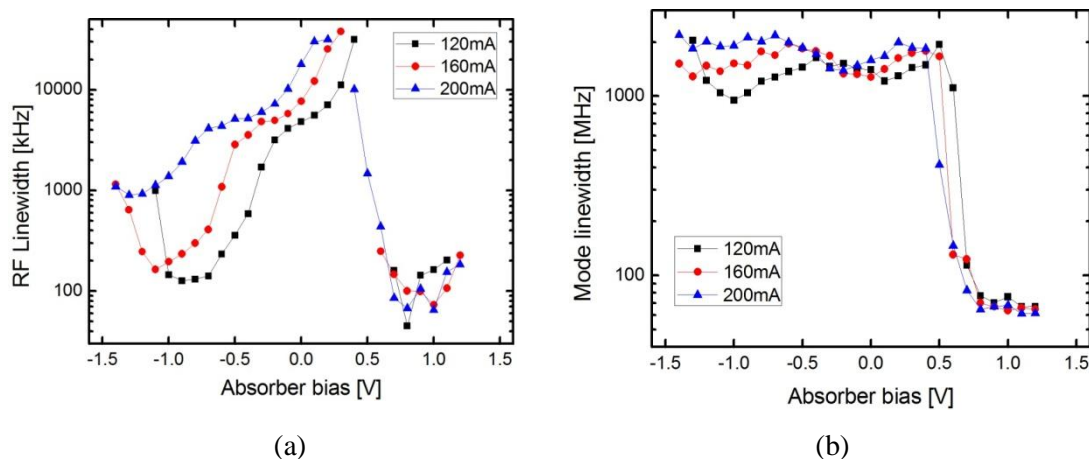 RF Linewidth [kHz]
10000
1000
100
120mA
160mA
200mA
-1.5 -1.0 -0.5 0.0 0.5 1.0 1.5
Absorber bias [V]
(a)
Mode linewidth [MHz]
1000
100
120mA
160mA
200mA
-1.5 -1.0 -0.5 0.0 0.5 1.0 1.5
Absorber bias [V]
(b)